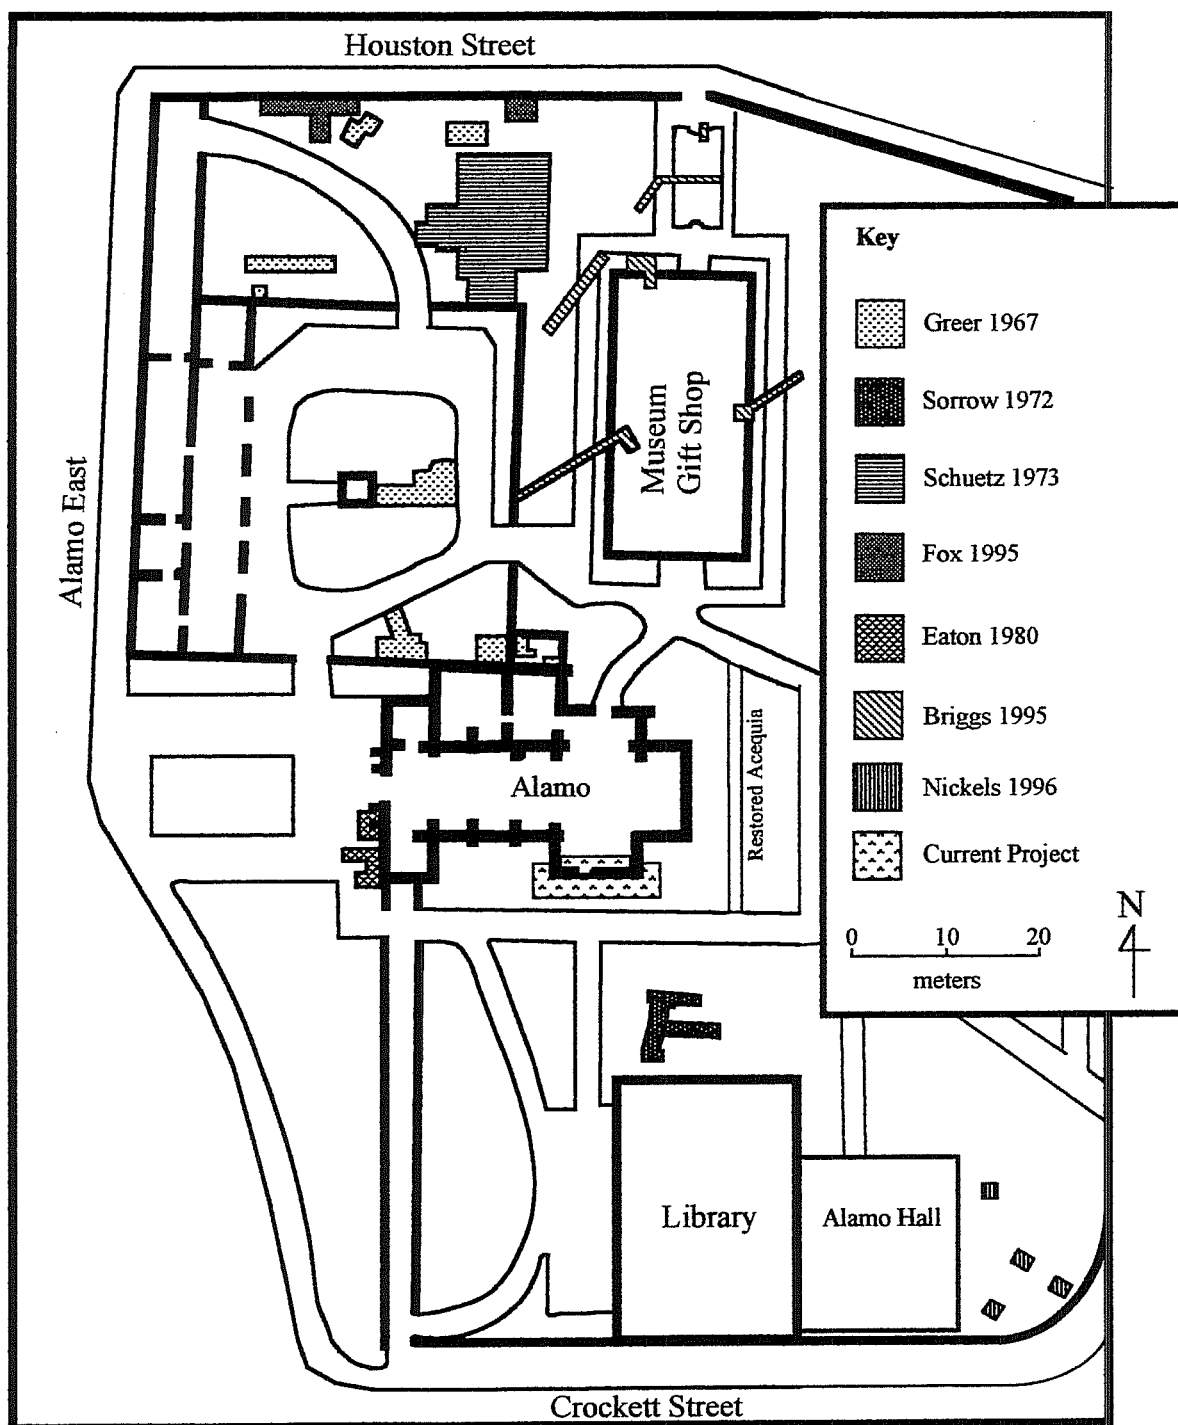 Houston Street
Alamo East
Museum
Gift Shop
Alamo
Restored Acequia
Library
Alamo Hall
Crockett Street
Key
Greer 1967
Sorrow 1972
Schuetz 1973
Fox 1995
Eaton 1980
Briggs 1995
Nickels 1996
Current Project
N
0 10 20
meters